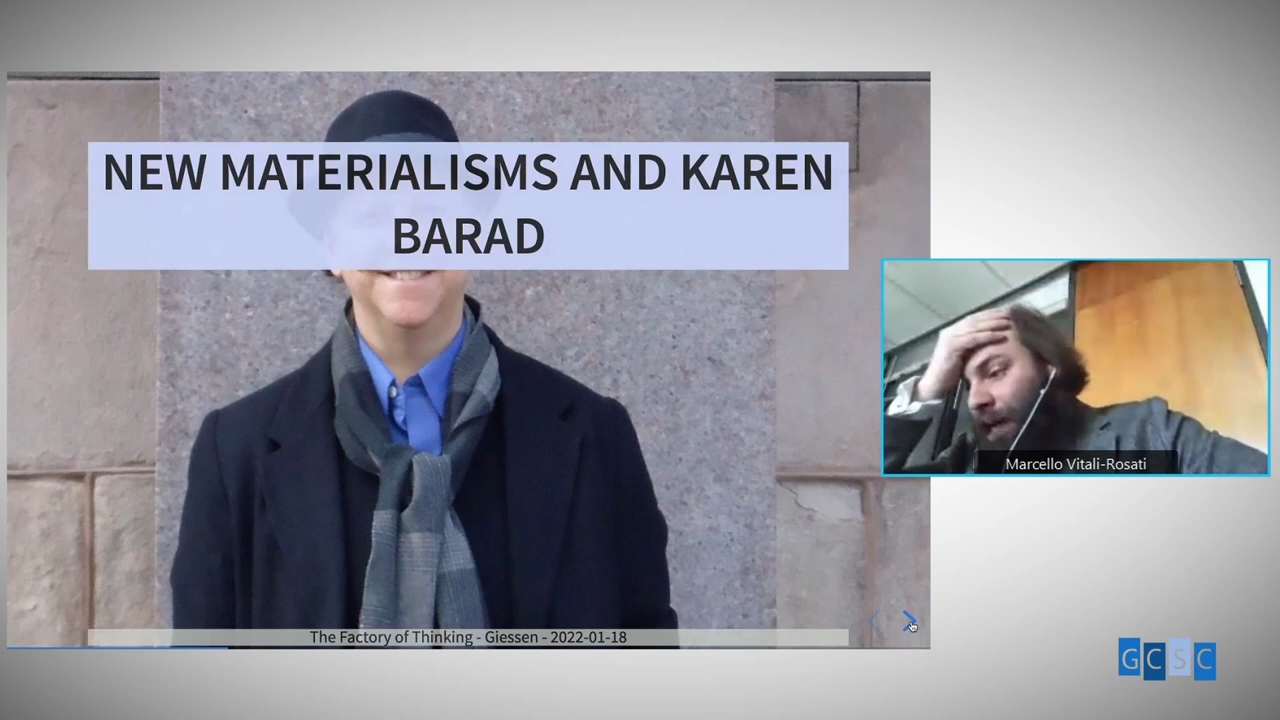 NEW MATERIALISMS AND KAREN
BARAD
Marcello Vitali-Rosati
The Factory of Thinking - Giessen - 2022-01-18
GCSC